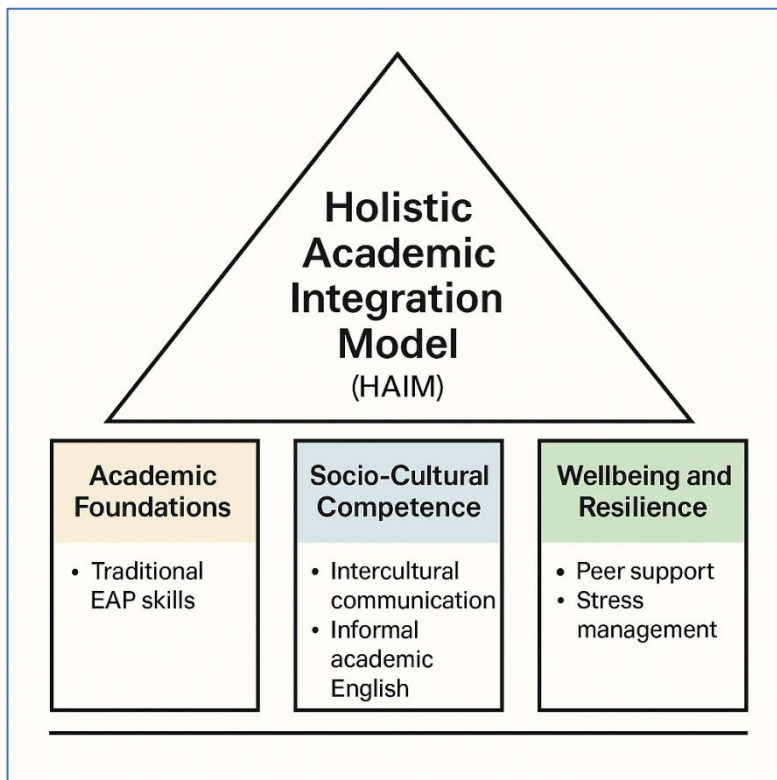 Holistic
Academic
Integration
Model
(HAIM)
Academic
Foundations
• Traditional
EAP skills
Socio-Cultural
Competence
• Intercultural
communication
• Informal
academic
English
Wellbeing and
Resilience
• Peer support
• Stress
management